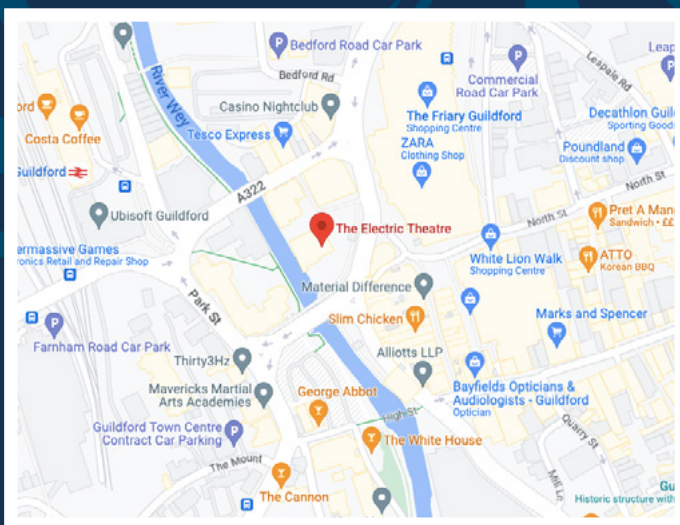 Bedford Road Car Park
Bedford Rd
Commercial
Road Car Park
Leapale Rd
Leap
River Wey
Casino Nightclub
Tesco Express
The Friary Guildford
Shopping Centre
ZARA
Clothing Shop
Decathlon Guil
Sporting Good
Poundland
Discount shop
ord
Costa Coffee
Guildford
A322
North St
Ubisoft Guildford
The Electric Theatre
North St
Pret A Man
Sandwich • ££
ermassive Games
ronics Retail and Repair Shop
White Lion Walk
Shopping Centre
ATTO
Korean BBQ
Material Difference
Park St
Slim Chicken
Marks and Spencer
Farnham Road Car Park
Thirty3Hz
Alliotts LLP
Mavericks Martial
Arts Academies
George Abbot
Bayfields Opticians &
Audiologists - Guildford
Optician
High St
Guildford Town Centre
Contract Car Parking
The White House
Quarry St
The Mount
The Cannon
Mill Ln
Gu
Historic structure with